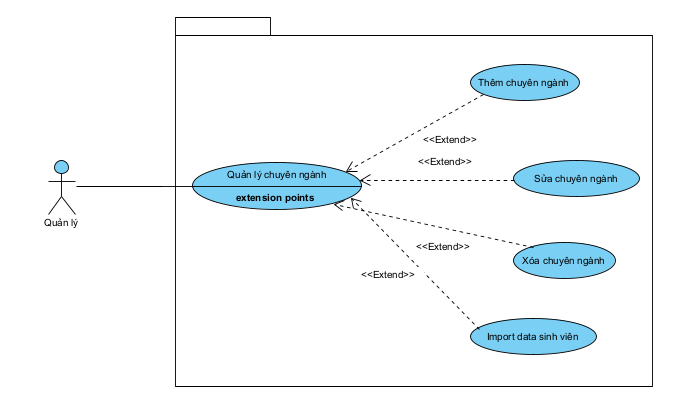 Thêm chuyên ngành
<<Extend>>
<<Extend>>
Quản lý chuyên ngành
extension points
Sửa chuyên ngành
Quản lý
<<Extend>>
Xóa chuyên ngành
<<Extend>>
Import data sinh viên